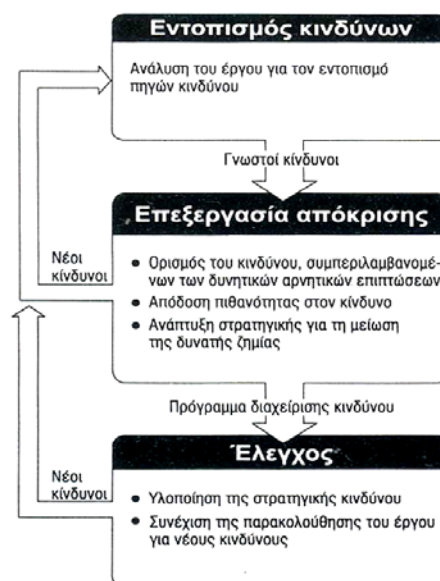 Εντοπισμός κινδύνων
Ανάλυση του έργου για τον εντοπισμό
πηγών κινδύνου
Γνωστοί κίνδυνοι
Επεξεργασία απόκρισης
• Ορισμός του κινδύνου, συμπεριλαμβανομέ-
νων των δυνητικών αρνητικών επιπτώσεων
• Απόδοση πιθανότητας στον κίνδυνο
• Ανάπτυξη στρατηγικής για τη μείωση
της δυνατής ζημίας
Νέοι
κίνδυνοι
Πρόγραμμα διαχείρισης κινδύνου
Έλεγχος
• Υλοποίηση της στρατηγικής κινδύνου
• Συνέχιση της παρακολούθησης του έργου
για νέους κινδύνους
Νέοι
κίνδυνοι